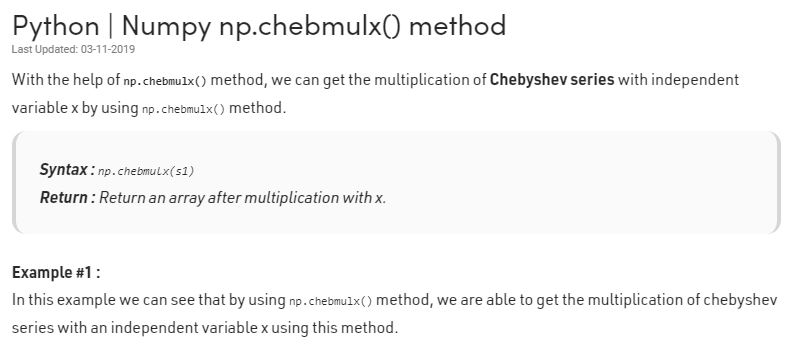 Python | Numpy np.chebmulx() method
Last Updated: 03-11-2019
With the help of np.chebmulx() method, we can get the multiplication of Chebyshev series with independent
variable x by using np.chebmulx() method.
Syntax : np.chebmulx(s1)
Return : Return an array after multiplication with x.
Example #1 :
In this example we can see that by using np.chebmulx() method, we are able to get the multiplication of chebyshev
series with an independent variable x using this method.